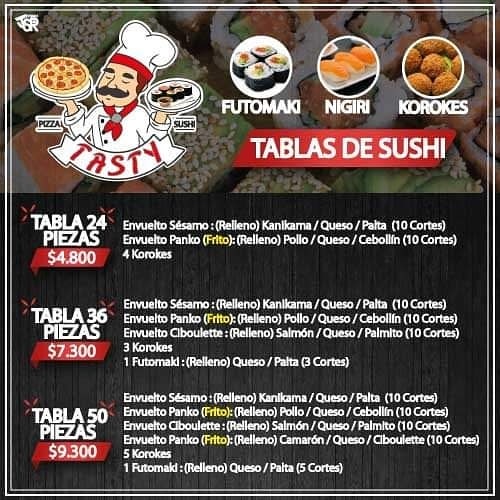 PIZZA
SUSHI
TASTY
FUTOMAKI
NIGIRI
KOROKES
TABLAS DE SUSHI
TABLA 24
PIEZAS
$4.800
Envuelto Sésamo : (Relleno) Kanikama / Queso / Palta (10 Cortes)
Envuelto Panko (Frito): (Relleno) Pollo / Queso / Cebollín (10 Cortes)
4 Korokes
TABLA 36
PIEZAS
$7.300
Envuelto Sésamo : (Relleno) Kanikama / Queso / Palta (10 Cortes)
Envuelto Panko (Frito): (Relleno) Pollo / Queso / Cebollín (10 Cortes)
Envuelto Ciboulette : (Relleno) Salmón / Queso / Palmito (10 Cortes)
3 Korokes
1 Futomaki : (Relleno) Queso / Palta (3 Cortes)
TABLA 50
PIEZAS
$9.300
Envuelto Sésamo : (Relleno) Kanikama / Queso / Palta (10 Cortes)
Envuelto Panko (Frito): (Relleno) Pollo / Queso / Cebollín (10 Cortes)
Envuelto Ciboulette : (Relleno) Salmón / Queso / Palmito (10 Cortes)
Envuelto Panko (Frito): (Relleno) Camarón / Queso / Ciboulette (10 Cortes)
5 Korokes
1 Futomaki : (Relleno) Queso / Palta (5 Cortes)